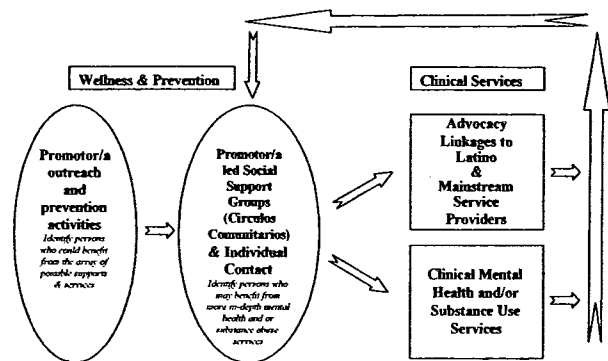 Wellness & Prevention
Clinical Services
Promotor/a
outreach
and
prevention
activities
Identify persons
who could benefit
from the array of
possible supports
& services
Promotor/a
led Social
Support
Groups
(Circulos
Comunitarios)
& Individual
Contact
Identify persons who
may benefit from
more in-depth mental
health and or
substance abuse
services
Advocacy
Linkages to
Latino
&
Mainstream
Service
Providers
Clinical Mental
Health and/or
Substance Use
Services